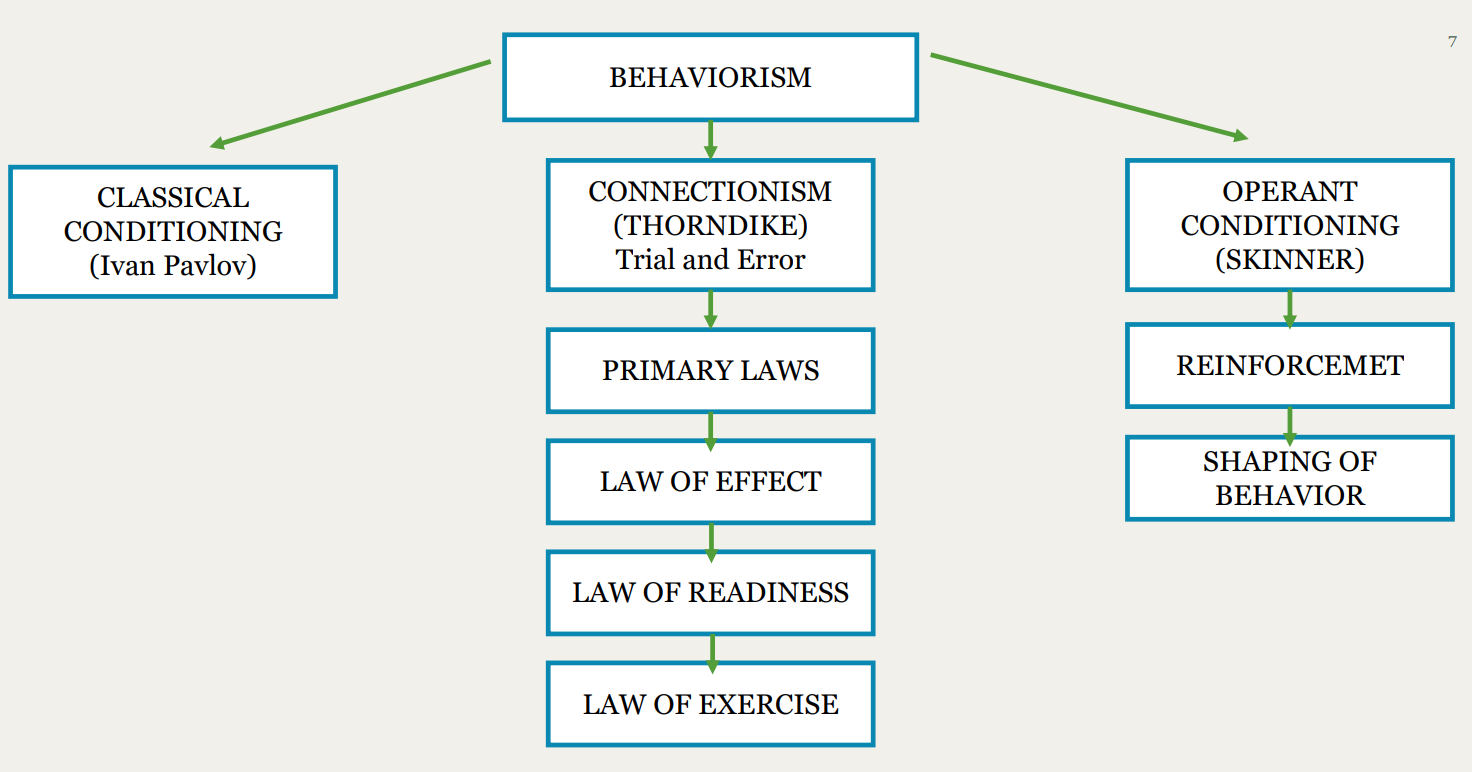 7
BEHAVIORISM
CLASSICAL
CONDITIONING
(Ivan Pavlov)
CONNECTIONISM
(THORNDIKE)
Trial and Error
PRIMARY LAWS
LAW OF EFFECT
LAW OF READINESS
LAW OF EXERCISE
OPERANT
CONDITIONING
(SKINNER)
REINFORCEMET
SHAPING OF
BEHAVIOR